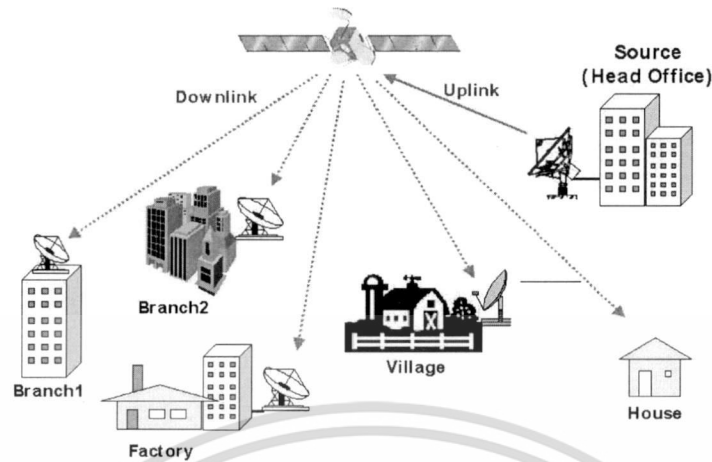 Source
(Head Office)
Uplink
Downlink
Branch2
Village
Branch1
House
Factory